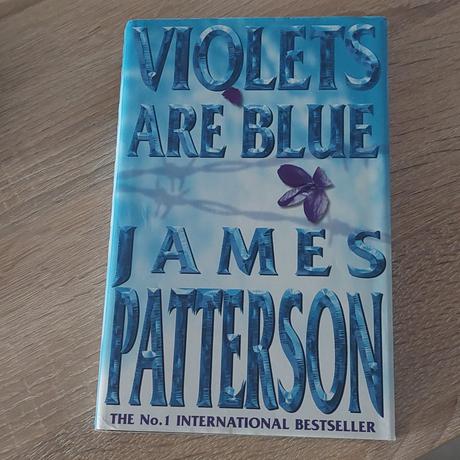 VIOLETS
ARE BLUE
JAMES
PATTERSON
THE No.1 INTERNATIONAL BESTSELLER